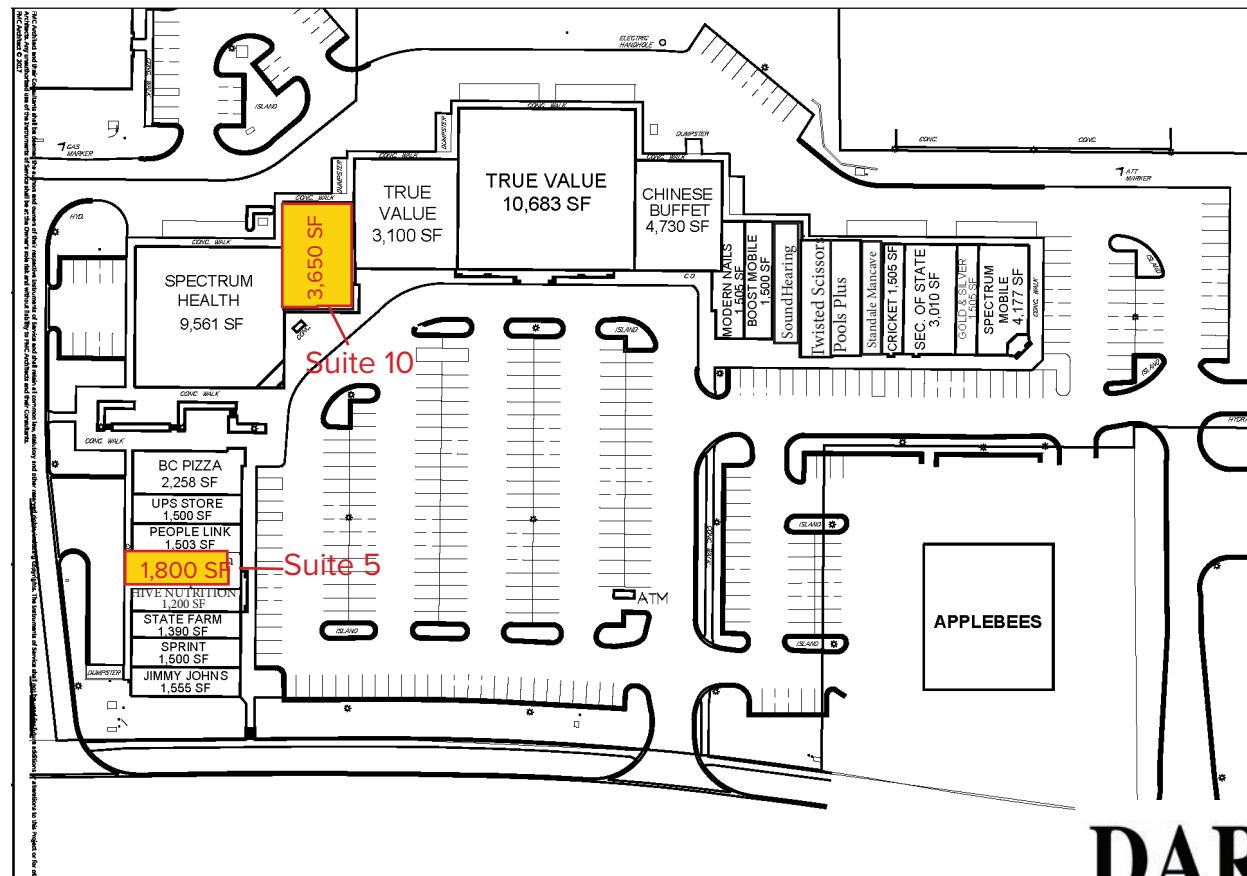 ELECTRIC
HANDHOLE
CONC. WALK
ISLAND
GAS
MARKER
CONC. WALK
DUMPSTER
DUMPSTER
CONC.
CONC.
ATT
MARKER
TRUE VALUE
10,683 SF
CONC. WALK
CONC. WALK
DUMPSTER
TRUE
VALUE
3,100 SF
CHINESE
BUFFET
4,730 SF
HYD.
CONC. WALK
CONC. WALK
3,650 SF
SPECTRUM
HEALTH
9,561 SF
C.O.
MODERN NAILS
1,505 SF
BOOST MOBILE
1,500 SF
SoundHearing
Twisted Scissors
Pools Plus
Standale Mancave
CRICKET 1,505 SF
SEC. OF STATE
3,010 SF
GOLD & SILVER
1,505 SF
SPECTRUM
MOBILE
4,177 SF
CONC. WALK
ISLAND
ISLAND
CONC.
Suite 10
ISLAND
CONC. WALK
CONC. WALK
BC PIZZA
2,258 SF
UPS STORE
1,500 SF
PEOPLE LINK
1,503 SF
1,800 SF
Suite 5
HIVE NUTRITION
1,200 SF
STATE FARM
1,390 SF
SPRINT
1,500 SF
JIMMY JOHNS
1,555 SF
DUMPSTER
ISLAND
ATM
CONC. WALK
ISLAND
ISLAND
APPLEBEES
DAR